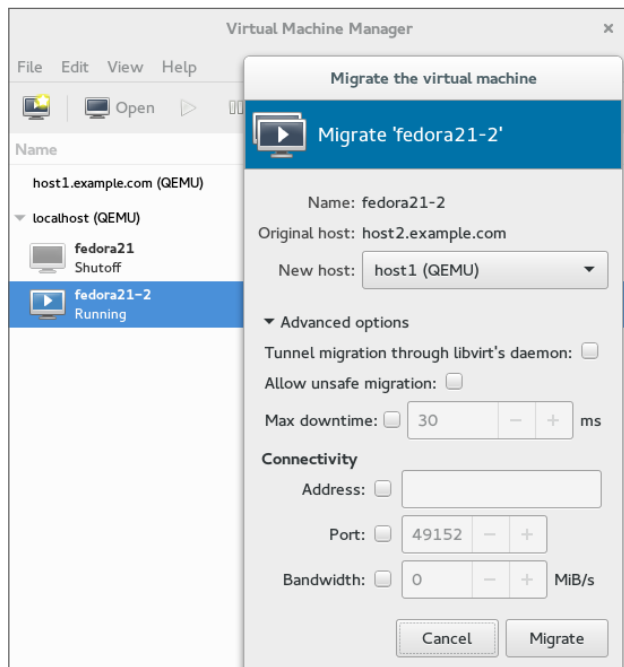 Virtual Machine Manager
File Edit View Help
Open
Name
host1.example.com (QEMU)
localhost (QEMU)
fedora21
Shutoff
fedora21-2
Running
Migrate the virtual machine
Migrate 'fedora21-2'
Name: fedora21-2
Original host: host2.example.com
New host: host1 (QEMU)
Advanced options
Tunnel migration through libvirt's daemon:
Allow unsafe migration:
Max downtime: 30 ms
Connectivity
Address:
Port: 49152
Bandwidth: 0 MiB/s
Cancel Migrate